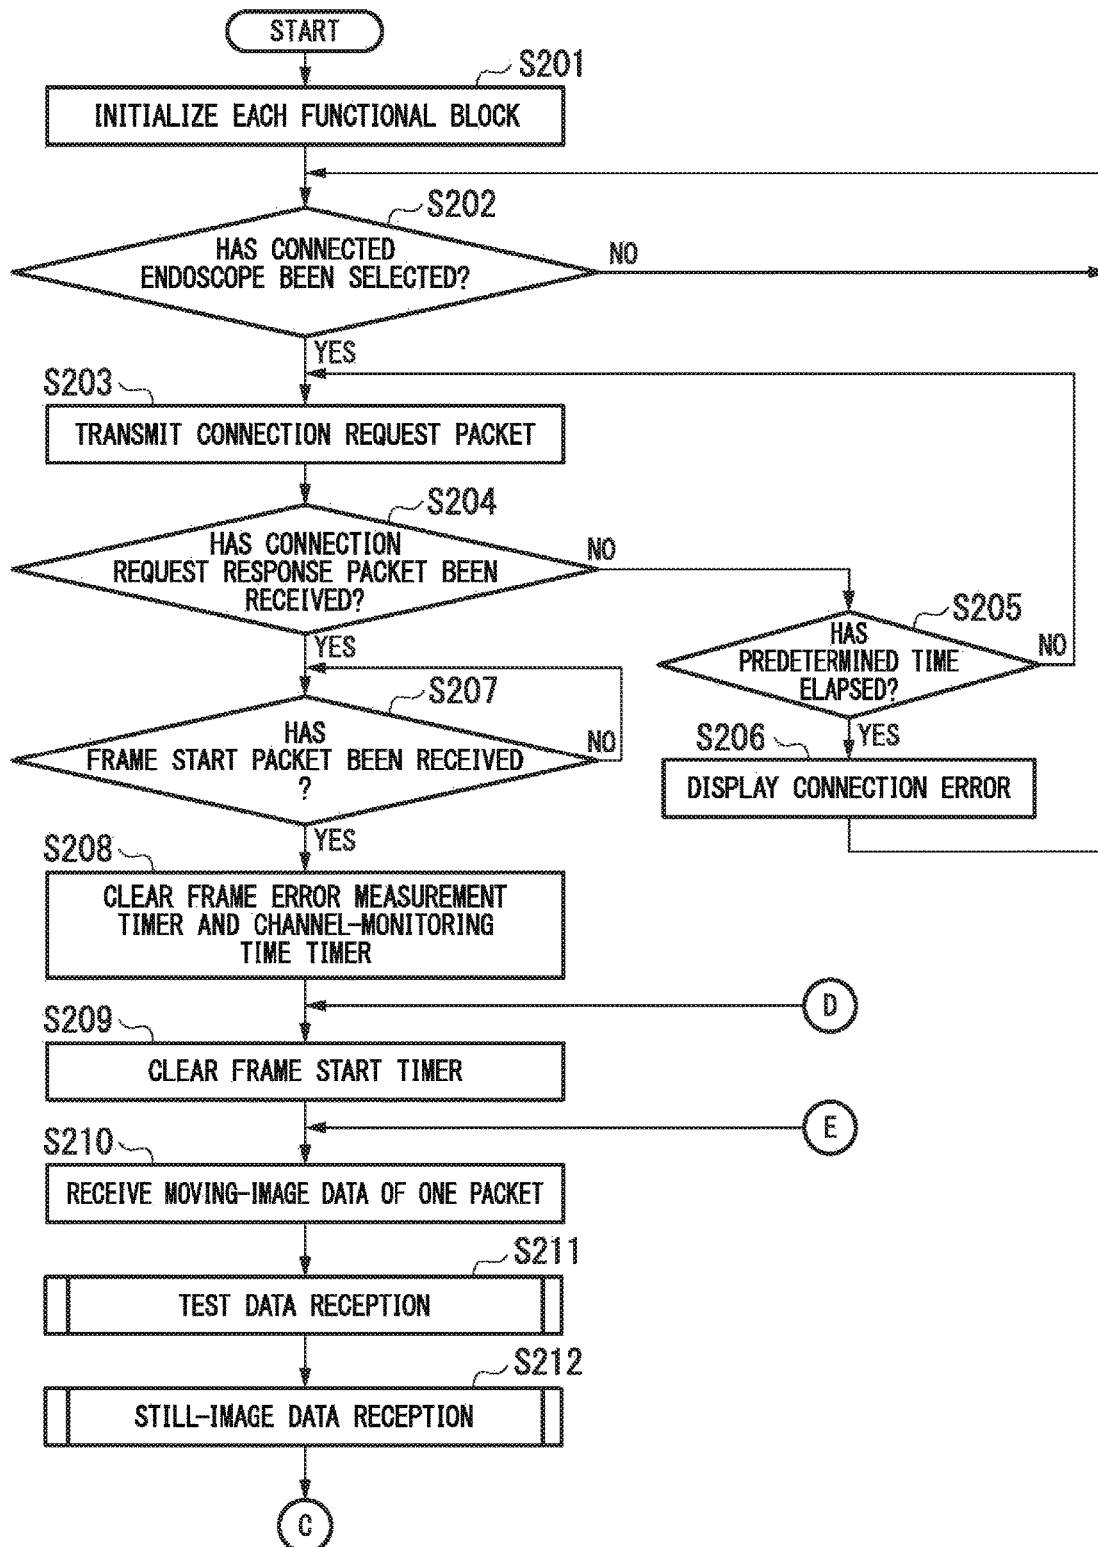 START
S201
INITIALIZE EACH FUNCTIONAL BLOCK
S202
HAS CONNECTED
ENDOSCOPE BEEN SELECTED?
NO
YES
S203
TRANSMIT CONNECTION REQUEST PACKET
S204
HAS CONNECTION
REQUEST RESPONSE PACKET BEEN
RECEIVED?
NO
YES
S205
HAS
PREDETERMINED TIME
ELAPSED?
NO
YES
S206
DISPLAY CONNECTION ERROR
S207
HAS
FRAME START PACKET BEEN RECEIVED
?
NO
YES
S208
CLEAR FRAME ERROR MEASUREMENT
TIMER AND CHANNEL-MONITORING
TIME TIMER
D
S209
CLEAR FRAME START TIMER
E
S210
RECEIVE MOVING-IMAGE DATA OF ONE PACKET
S211
TEST DATA RECEPTION
S212
STILL-IMAGE DATA RECEPTION
C